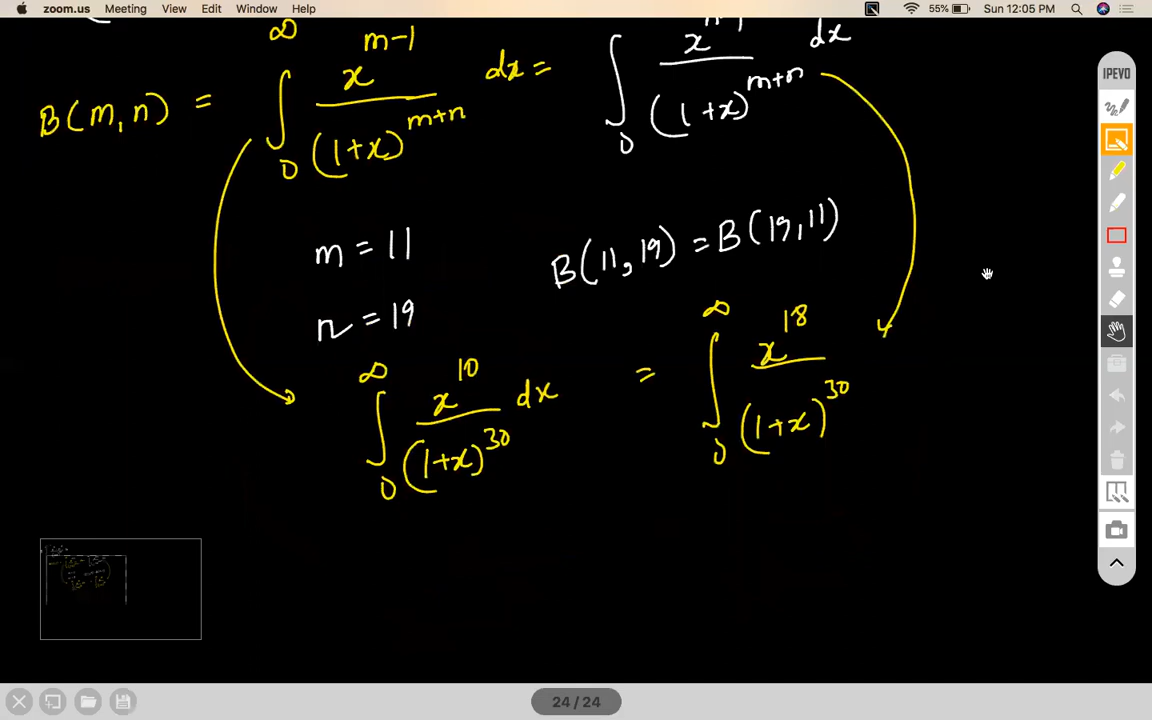 zoom.us Meeting View Edit Window Help 55% Sun 12:05 PM
B(m,n) = ∫₀^∞ x^(m-1)/(1+x)^(m+n) dx = ∫₀ x^(n-1)/(1+x)^(m+n) dx
m = 11
B(11,19) = B(19,11)
n = 19
∫₀^∞ x^10/(1+x)^30 dx = ∫₀^∞ x^18/(1+x)^30
IPEVO
24 / 24